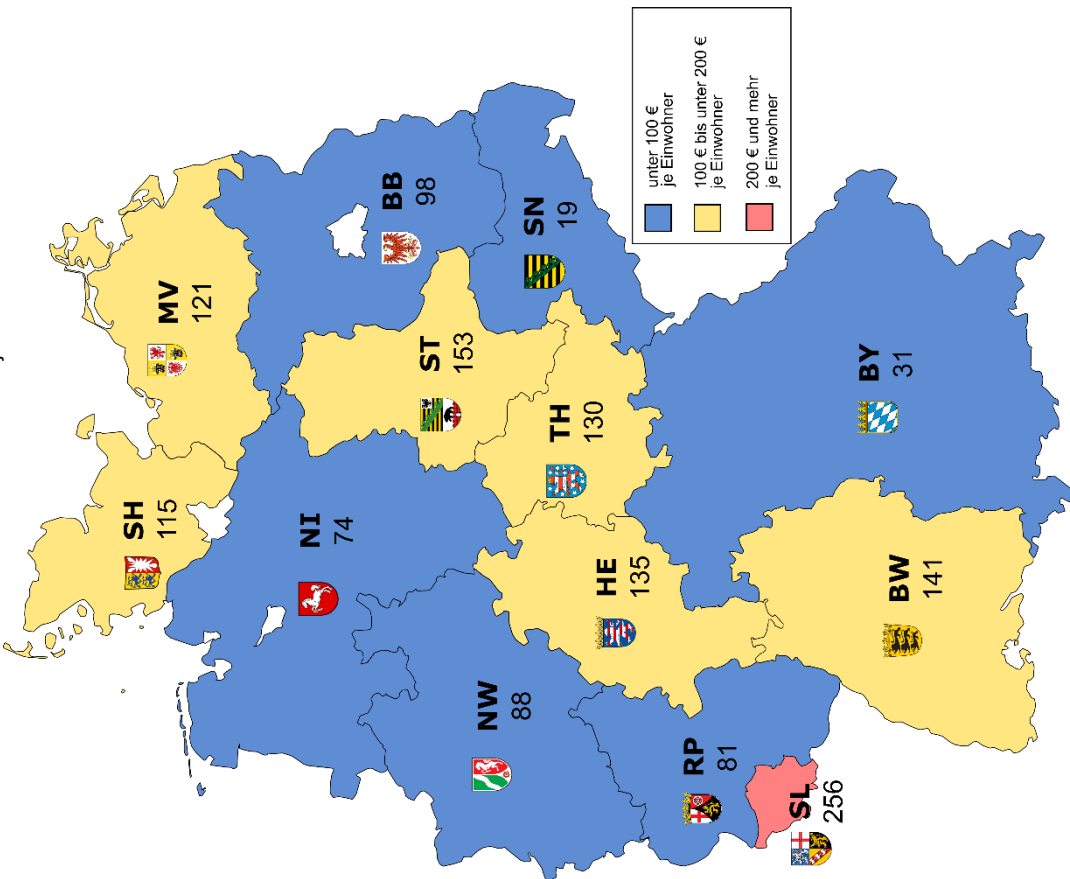 SH
115
MV
121
NI
74
BB
98
ST
153
NW
88
SN
19
TH
130
HE
135
RP
81
SL
256
BY
31
BW
141
unter 100 €
je Einwohner
100 € bis unter 200 €
je Einwohner
200 € und mehr
je Einwohner